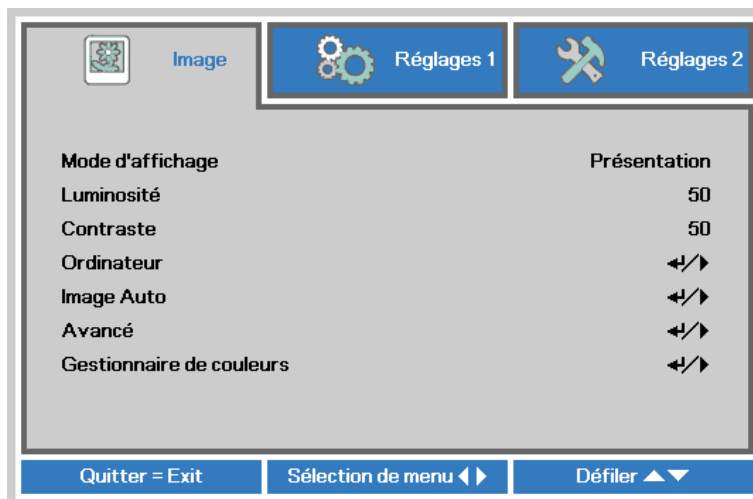 Image
Réglages 1
Réglages 2
Mode d'affichage Présentation
Luminosité 50
Contraste 50
Ordinateur ↲/▶
Image Auto ↲/▶
Avancé ↲/▶
Gestionnaire de couleurs ↲/▶
Quitter = Exit
Sélection de menu ◀▶
Défiler ▲▼